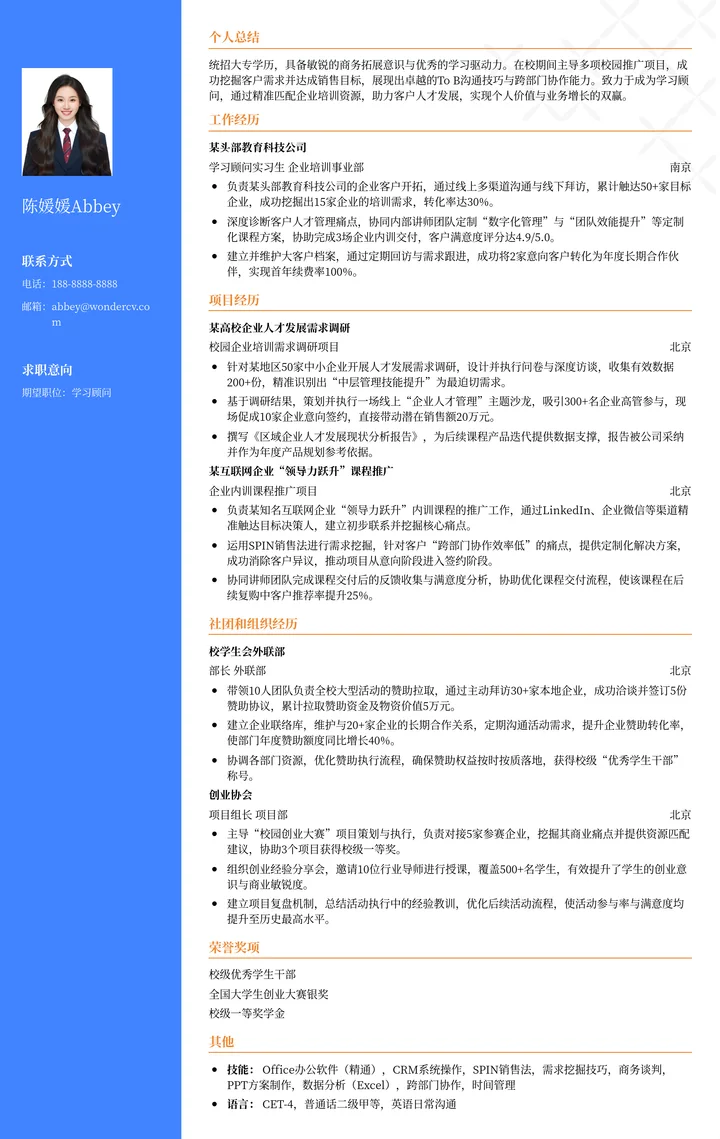 陈媛媛Abbey
联系方式
电话：188-8888-8888
邮箱：abbey@wondercv.co
m
求职意向
期望职位：学习顾问
个人总结
统招大专学历，具备敏锐的商务拓展意识与优秀的学习驱动力。在校期间主导多项校园推广项目，成
功挖掘客户需求并达成销售目标，展现出卓越的To B沟通技巧与跨部门协作能力。致力于成为学习顾
问，通过精准匹配企业培训资源，助力客户人才发展，实现个人价值与业务增长的双赢。
工作经历
某头部教育科技公司
学习顾问实习生 企业培训事业部 南京
• 负责某头部教育科技公司的企业客户开拓，通过线上多渠道沟通与线下拜访，累计触达50+家目标
企业，成功挖掘出15家企业的培训需求，转化率达30%。
• 深度诊断客户人才管理痛点，协同内部讲师团队定制“数字化管理”与“团队效能提升”等定制
化课程方案，协助完成3场企业内训交付，客户满意度评分达4.9/5.0。
• 建立并维护大客户档案，通过定期回访与需求跟进，成功将2家意向客户转化为年度长期合作伙
伴，实现首年续费率100%。
项目经历
某高校企业人才发展需求调研
校园企业培训需求调研项目 北京
• 针对某地区50家中小企业开展人才发展需求调研，设计并执行问卷与深度访谈，收集有效数据
200+份，精准识别出“中层管理技能提升”为最迫切需求。
• 基于调研结果，策划并执行一场线上“企业人才管理”主题沙龙，吸引300+名企业高管参与，现
场促成10家企业意向签约，直接带动潜在销售额20万元。
• 撰写《区域企业人才发展现状分析报告》，为后续课程产品迭代提供数据支撑，报告被公司采纳
并作为年度产品规划参考依据。
某互联网企业“领导力跃升”课程推广
企业内训课程推广项目 北京
• 负责某知名互联网企业“领导力跃升”内训课程的推广工作，通过LinkedIn、企业微信等渠道精
准触达目标决策人，建立初步联系并挖掘核心痛点。
• 运用SPIN销售法进行需求挖掘，针对客户“跨部门协作效率低”的痛点，提供定制化解决方案，
成功消除客户异议，推动项目从意向阶段进入签约阶段。
• 协同讲师团队完成课程交付后的反馈收集与满意度分析，协助优化课程交付流程，使该课程在后
续复购中客户推荐率提升25%。
社团和组织经历
校学生会外联部
部长 外联部 北京
• 带领10人团队负责全校大型活动的赞助拉取，通过主动拜访30+家本地企业，成功洽谈并签订5份
赞助协议，累计拉取赞助资金及物资价值5万元。
• 建立企业联络库，维护与20+家企业的长期合作关系，定期沟通活动需求，提升企业赞助转化率，
使部门年度赞助额度同比增长40%。
• 协调各部门资源，优化赞助执行流程，确保赞助权益按时按质落地，获得校级“优秀学生干部”
称号。
创业协会
项目组长 项目部 北京
• 主导“校园创业大赛”项目策划与执行，负责对接5家参赛企业，挖掘其商业痛点并提供资源匹配
建议，协助3个项目获得校级一等奖。
• 组织创业经验分享会，邀请10位行业导师进行授课，覆盖500+名学生，有效提升了学生的创业意
识与商业敏锐度。
• 建立项目复盘机制，总结活动执行中的经验教训，优化后续活动流程，使活动参与率与满意度均
提升至历史最高水平。
荣誉奖项
校级优秀学生干部
全国大学生创业大赛银奖
校级一等奖学金
其他
• 技能： Office办公软件（精通），CRM系统操作，SPIN销售法，需求挖掘技巧，商务谈判，
PPT方案制作，数据分析（Excel），跨部门协作，时间管理
• 语言： CET-4，普通话二级甲等，英语日常沟通